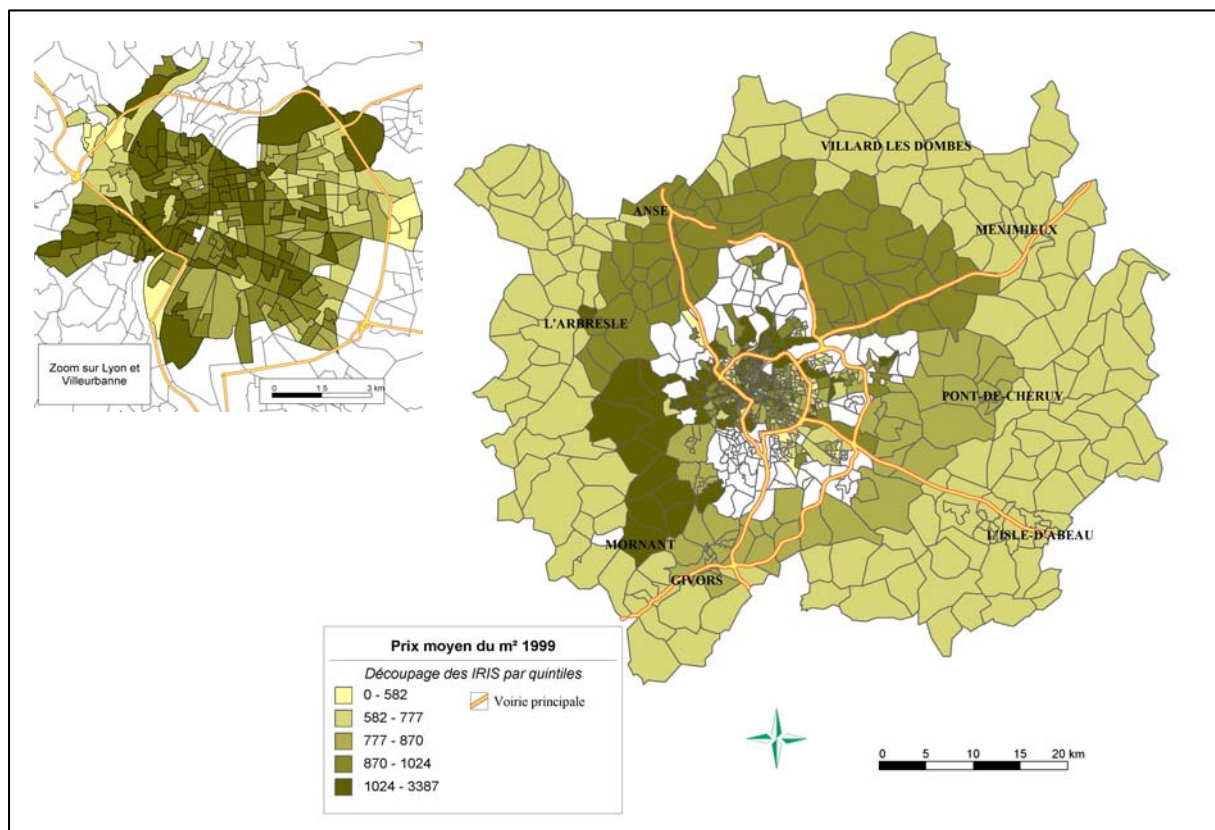 Zoom sur Lyon et
Villeurbanne
0 1.5 3 km
VILLARD LES DOMBES
ANSE
MEXIMIEUX
L'ARBRESLE
PONT-DE-CHERUY
L'ISLE-D'ABEAU
MORNANT
GIVORS
Prix moyen du m² 1999
Découpage des IRIS par quintiles
0 - 582
582 - 777
777 - 870
870 - 1024
1024 - 3387
Voirie principale
0 5 10 15 20 km